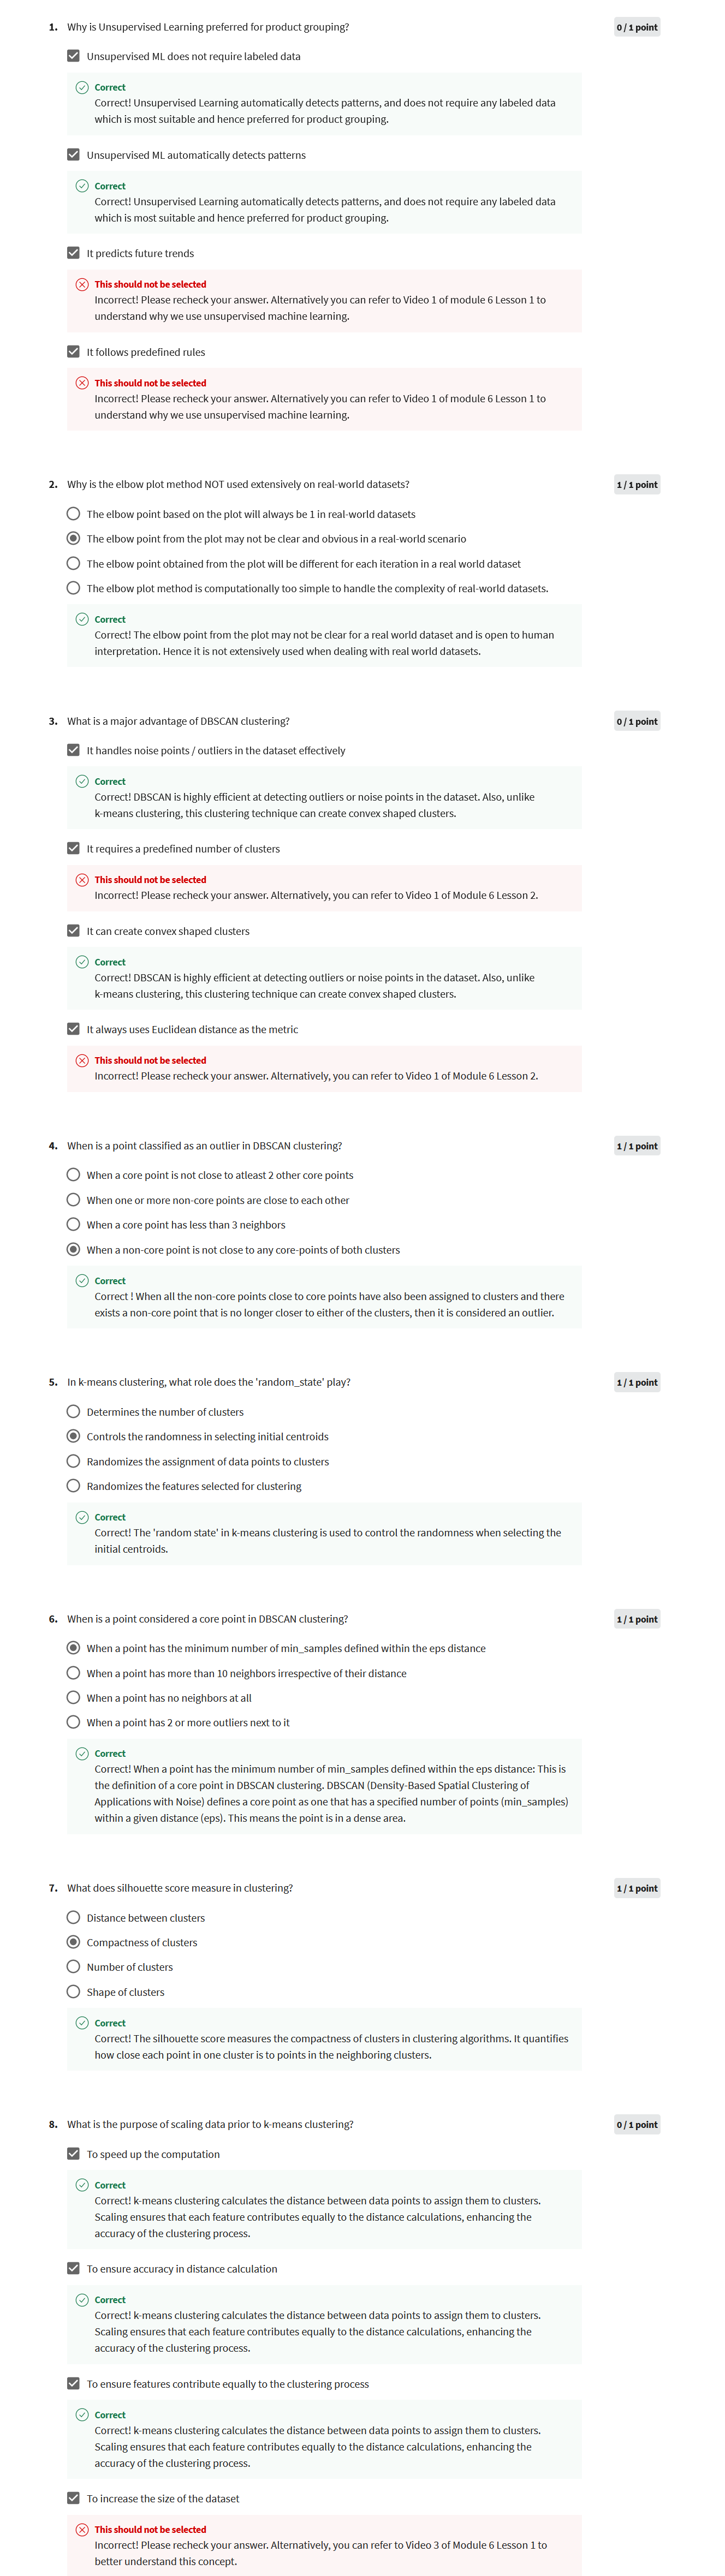 1. Why is Unsupervised Learning preferred for product grouping? 0 / 1 point
Unsupervised ML does not require labeled data
Correct
Correct! Unsupervised Learning automatically detects patterns, and does not require any labeled data
which is most suitable and hence preferred for product grouping.
Unsupervised ML automatically detects patterns
Correct
Correct! Unsupervised Learning automatically detects patterns, and does not require any labeled data
which is most suitable and hence preferred for product grouping.
It predicts future trends
This should not be selected
Incorrect! Please recheck your answer. Alternatively you can refer to Video 1 of module 6 Lesson 1 to
understand why we use unsupervised machine learning.
It follows predefined rules
This should not be selected
Incorrect! Please recheck your answer. Alternatively you can refer to Video 1 of module 6 Lesson 1 to
understand why we use unsupervised machine learning.
2. Why is the elbow plot method NOT used extensively on real-world datasets? 1 / 1 point
The elbow point based on the plot will always be 1 in real-world datasets
The elbow point from the plot may not be clear and obvious in a real-world scenario
The elbow point obtained from the plot will be different for each iteration in a real world dataset
The elbow plot method is computationally too simple to handle the complexity of real-world datasets.
Correct
Correct! The elbow point from the plot may not be clear for a real world dataset and is open to human
interpretation. Hence it is not extensively used when dealing with real world datasets.
3. What is a major advantage of DBSCAN clustering? 0 / 1 point
It handles noise points / outliers in the dataset effectively
Correct
Correct! DBSCAN is highly efficient at detecting outliers or noise points in the dataset. Also, unlike
k-means clustering, this clustering technique can create convex shaped clusters.
It requires a predefined number of clusters
This should not be selected
Incorrect! Please recheck your answer. Alternatively, you can refer to Video 1 of Module 6 Lesson 2.
It can create convex shaped clusters
Correct
Correct! DBSCAN is highly efficient at detecting outliers or noise points in the dataset. Also, unlike
k-means clustering, this clustering technique can create convex shaped clusters.
It always uses Euclidean distance as the metric
This should not be selected
Incorrect! Please recheck your answer. Alternatively, you can refer to Video 1 of Module 6 Lesson 2.
4. When is a point classified as an outlier in DBSCAN clustering? 1 / 1 point
When a core point is not close to atleast 2 other core points
When one or more non-core points are close to each other
When a core point has less than 3 neighbors
When a non-core point is not close to any core-points of both clusters
Correct
Correct ! When all the non-core points close to core points have also been assigned to clusters and there
exists a non-core point that is no longer closer to either of the clusters, then it is considered an outlier.
5. In k-means clustering, what role does the 'random_state' play? 1 / 1 point
Determines the number of clusters
Controls the randomness in selecting initial centroids
Randomizes the assignment of data points to clusters
Randomizes the features selected for clustering
Correct
Correct! The 'random state' in k-means clustering is used to control the randomness when selecting the
initial centroids.
6. When is a point considered a core point in DBSCAN clustering? 1 / 1 point
When a point has the minimum number of min_samples defined within the eps distance
When a point has more than 10 neighbors irrespective of their distance
When a point has no neighbors at all
When a point has 2 or more outliers next to it
Correct
Correct! When a point has the minimum number of min_samples defined within the eps distance: This is
the definition of a core point in DBSCAN clustering. DBSCAN (Density-Based Spatial Clustering of
Applications with Noise) defines a core point as one that has a specified number of points (min_samples)
within a given distance (eps). This means the point is in a dense area.
7. What does silhouette score measure in clustering? 1 / 1 point
Distance between clusters
Compactness of clusters
Number of clusters
Shape of clusters
Correct
Correct! The silhouette score measures the compactness of clusters in clustering algorithms. It quantifies
how close each point in one cluster is to points in the neighboring clusters.
8. What is the purpose of scaling data prior to k-means clustering? 0 / 1 point
To speed up the computation
Correct
Correct! k-means clustering calculates the distance between data points to assign them to clusters.
Scaling ensures that each feature contributes equally to the distance calculations, enhancing the
accuracy of the clustering process.
To ensure accuracy in distance calculation
Correct
Correct! k-means clustering calculates the distance between data points to assign them to clusters.
Scaling ensures that each feature contributes equally to the distance calculations, enhancing the
accuracy of the clustering process.
To ensure features contribute equally to the clustering process
Correct
Correct! k-means clustering calculates the distance between data points to assign them to clusters.
Scaling ensures that each feature contributes equally to the distance calculations, enhancing the
accuracy of the clustering process.
To increase the size of the dataset
This should not be selected
Incorrect! Please recheck your answer. Alternatively, you can refer to Video 3 of Module 6 Lesson 1 to
better understand this concept.